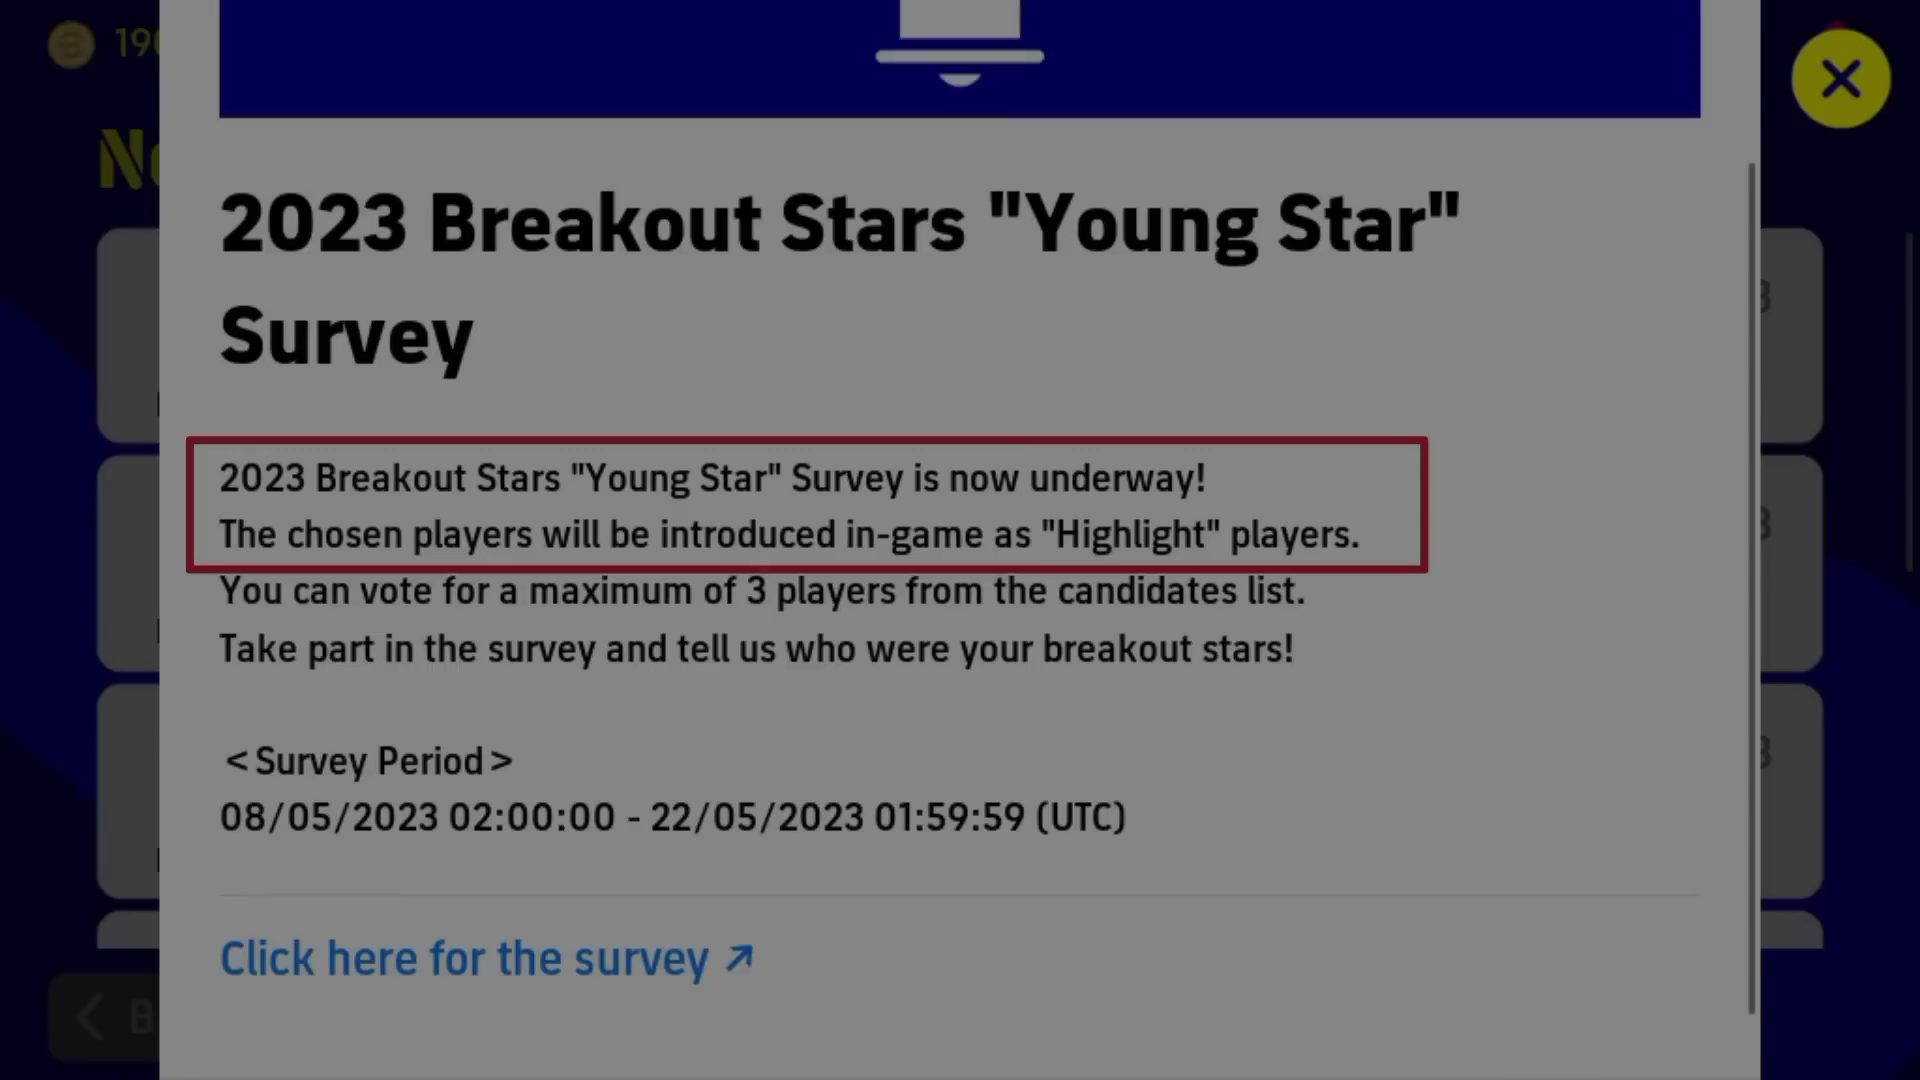 2023 Breakout Stars "Young Star"
Survey
2023 Breakout Stars "Young Star" Survey is now underway!
The chosen players will be introduced in-game as "Highlight" players.
You can vote for a maximum of 3 players from the candidates list.
Take part in the survey and tell us who were your breakout stars!
<Survey Period>
08/05/2023 02:00:00 - 22/05/2023 01:59:59 (UTC)
Click here for the survey